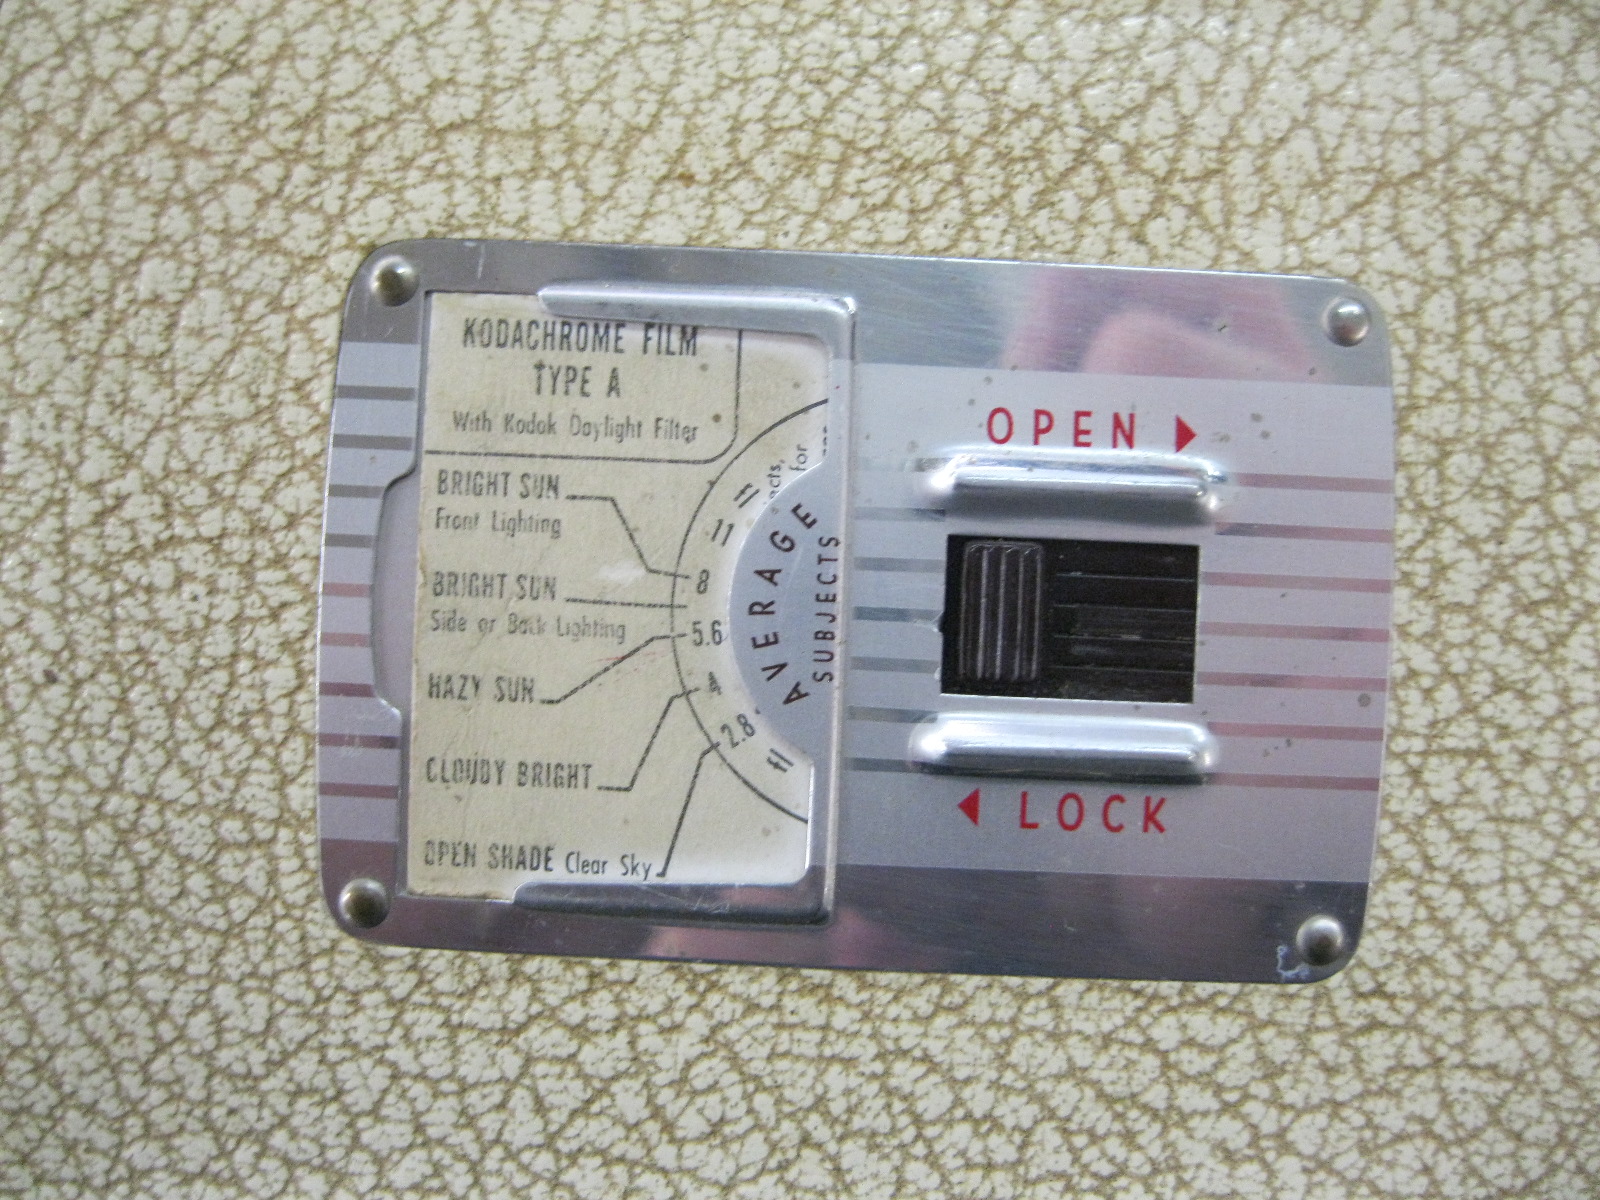 KODACHROME FILM
TYPE A
With Kodak Daylight Filter
BRIGHT SUN
Front Lighting
BRIGHT SUN
Side or Back Lighting
HAZY SUN
CLOUDY BRIGHT
OPEN SHADE Clear Sky
11
8
5.6
4
2.8
AVERAGE
SUBJECTS
for
OPEN
LOCK